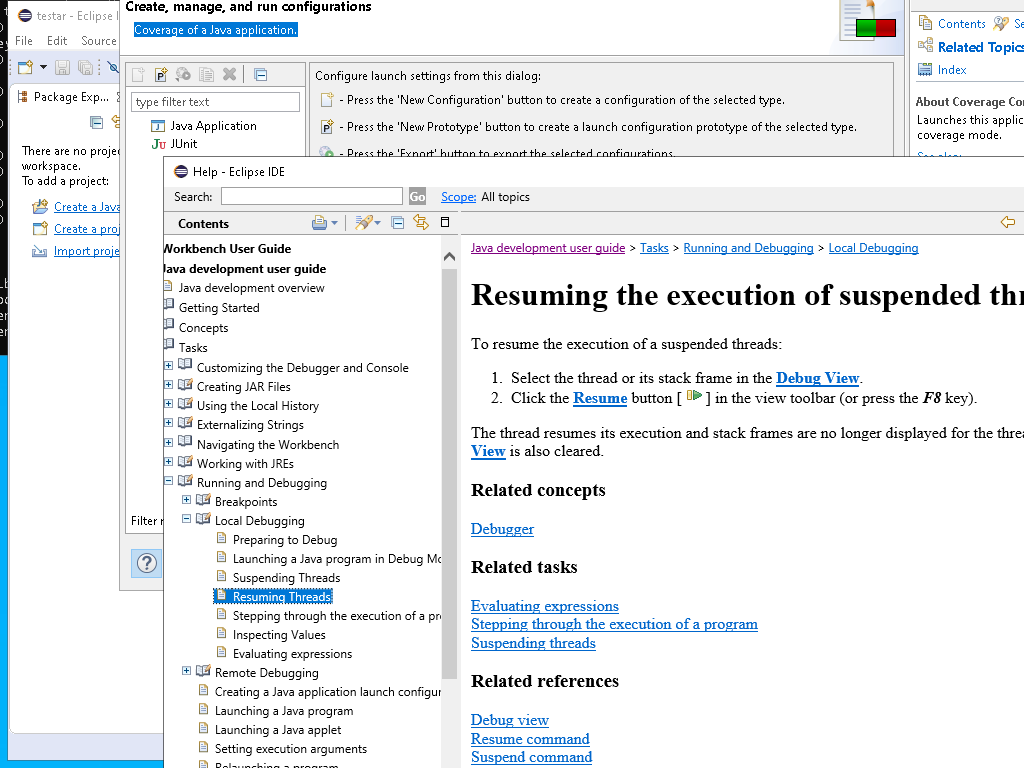 testar - Eclipse I
File Edit Source
Package Exp...
There are no
workspace.
To add a project:
Create a Java
Create a
Import
Create, manage, and run configurations
Coverage of a Java application.
type filter text
Java Application
JUnit
Filter
Configure launch settings from this dialog:
- Press the 'New Configuration' button to create a configuration of the selected type.
- Press the 'New Prototype' button to create a launch configuration prototype of the selected type.
- Press the 'Export' button to export the selected configurations.
Contents
Related Topics
Index
About Coverage
Launches this
coverage mode.
See also:
Help - Eclipse IDE
Search: Go Scope: All topics
Contents
Workbench User Guide
Java development user guide
Java development overview
Getting Started
Concepts
Tasks
Customizing the Debugger and Console
Creating JAR Files
Using the Local History
Externalizing Strings
Navigating the Workbench
Working with JREs
Running and Debugging
Breakpoints
Local Debugging
Preparing to Debug
Launching a Java program in Debug Mo
Suspending Threads
Resuming Threads
Stepping through the execution of a pr
Inspecting Values
Evaluating expressions
Remote Debugging
Creating a Java application launch configur
Launching a Java program
Launching a Java applet
Setting execution arguments
Relaunching a program
Java development user guide > Tasks > Running and Debugging > Local Debugging
Resuming the execution of suspended thr
To resume the execution of a suspended threads:
1. Select the thread or its stack frame in the Debug View.
2. Click the Resume button [ ] in the view toolbar (or press the F8 key).
The thread resumes its execution and stack frames are no longer displayed for the threa
View is also cleared.
Related concepts
Debugger
Related tasks
Evaluating expressions
Stepping through the execution of a program
Suspending threads
Related references
Debug view
Resume command
Suspend command